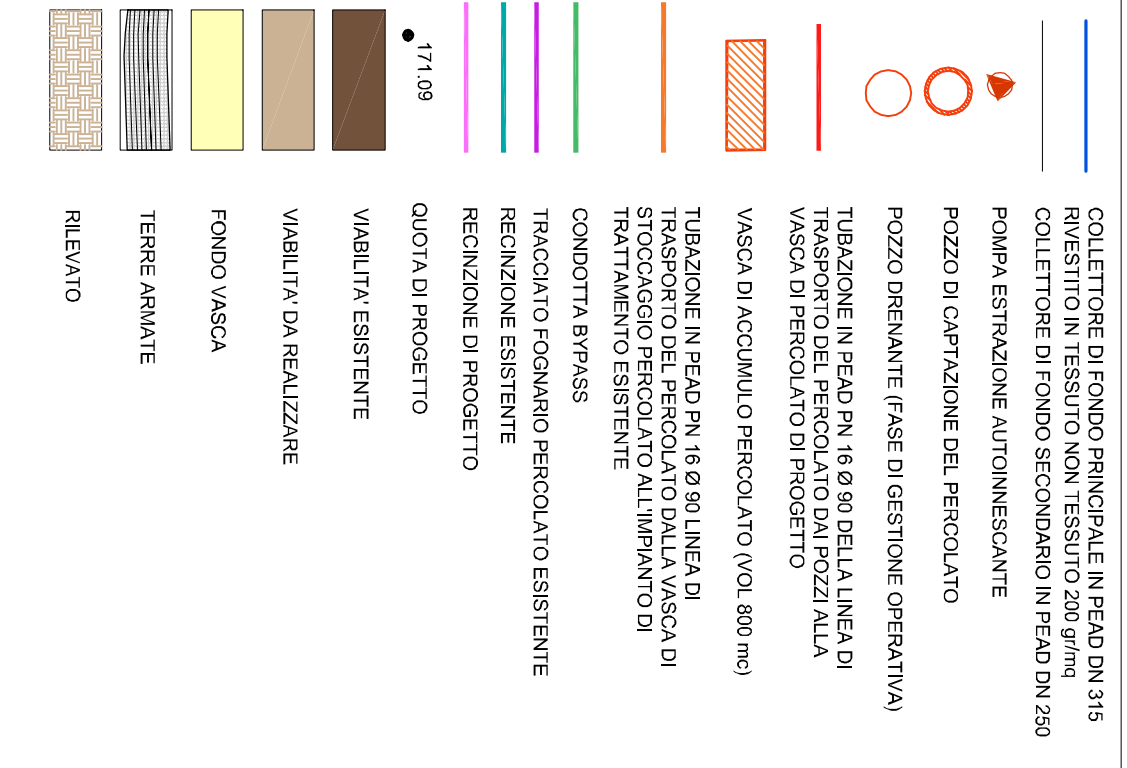 COLLETTORE DI FONDO PRINCIPALE IN PEAD DN 315
RIVESTITO IN TESSUTO NON TESSUTO 200 gr/mq
COLLETTORE DI FONDO SECONDARIO IN PEAD DN 250
POMPA ESTRAZIONE AUTOINNESCANTE
POZZO DI CAPTAZIONE DEL PERCOLATO
POZZO DRENANTE (FASE DI GESTIONE OPERATIVA)
TUBAZIONE IN PEAD PN 16 Ø 90 DELLA LINEA DI
TRASPORTO DEL PERCOLATO DAI POZZI ALLA
VASCA DI PERCOLATO DI PROGETTO
VASCA DI ACCUMULO PERCOLATO (VOL 800 mc)
TUBAZIONE IN PEAD PN 16 Ø 90 LINEA DI
TRASPORTO DEL PERCOLATO DALLA VASCA DI
STOCCAGGIO PERCOLATO ALL'IMPIANTO DI
TRATTAMENTO ESISTENTE
CONDOTTA BYPASS
TRACCIATO FOGNARIO PERCOLATO ESISTENTE
RECINZIONE ESISTENTE
RECINZIONE DI PROGETTO
171.09
QUOTA DI PROGETTO
VIABILITA' ESISTENTE
VIABILITA' DA REALIZZARE
FONDO VASCA
TERRE ARMATE
RILEVATO